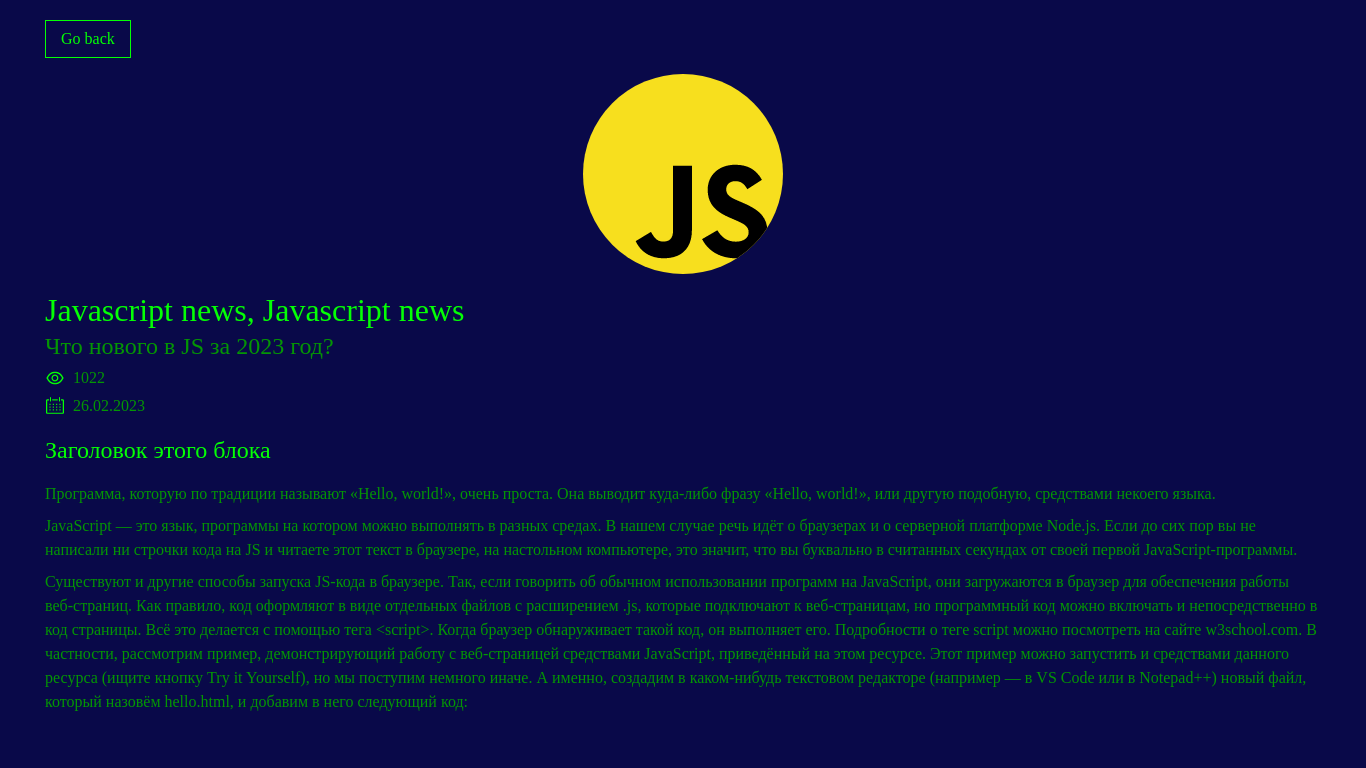 Go back
JS
Javascript news, Javascript news
Что нового в JS за 2023 год?
1022
26.02.2023
Заголовок этого блока
Программа, которую по традиции называют «Hello, world!», очень проста. Она выводит куда-либо фразу «Hello, world!», или другую подобную, средствами некоего языка.
JavaScript — это язык, программы на котором можно выполнять в разных средах. В нашем случае речь идёт о браузерах и о серверной платформе Node.js. Если до сих пор вы не
написали ни строчки кода на JS и читаете этот текст в браузере, на настольном компьютере, это значит, что вы буквально в считанных секундах от своей первой JavaScript-программы.
Существуют и другие способы запуска JS-кода в браузере. Так, если говорить об обычном использовании программ на JavaScript, они загружаются в браузер для обеспечения работы
веб-страниц. Как правило, код оформляют в виде отдельных файлов с расширением .js, которые подключают к веб-страницам, но программный код можно включать и непосредственно в
код страницы. Всё это делается с помощью тега <script>. Когда браузер обнаруживает такой код, он выполняет его. Подробности о теге script можно посмотреть на сайте w3school.com. В
частности, рассмотрим пример, демонстрирующий работу с веб-страницей средствами JavaScript, приведённый на этом ресурсе. Этот пример можно запустить и средствами данного
ресурса (ищите кнопку Try it Yourself), но мы поступим немного иначе. А именно, создадим в каком-нибудь текстовом редакторе (например — в VS Code или в Notepad++) новый файл,
который назовём hello.html, и добавим в него следующий код: